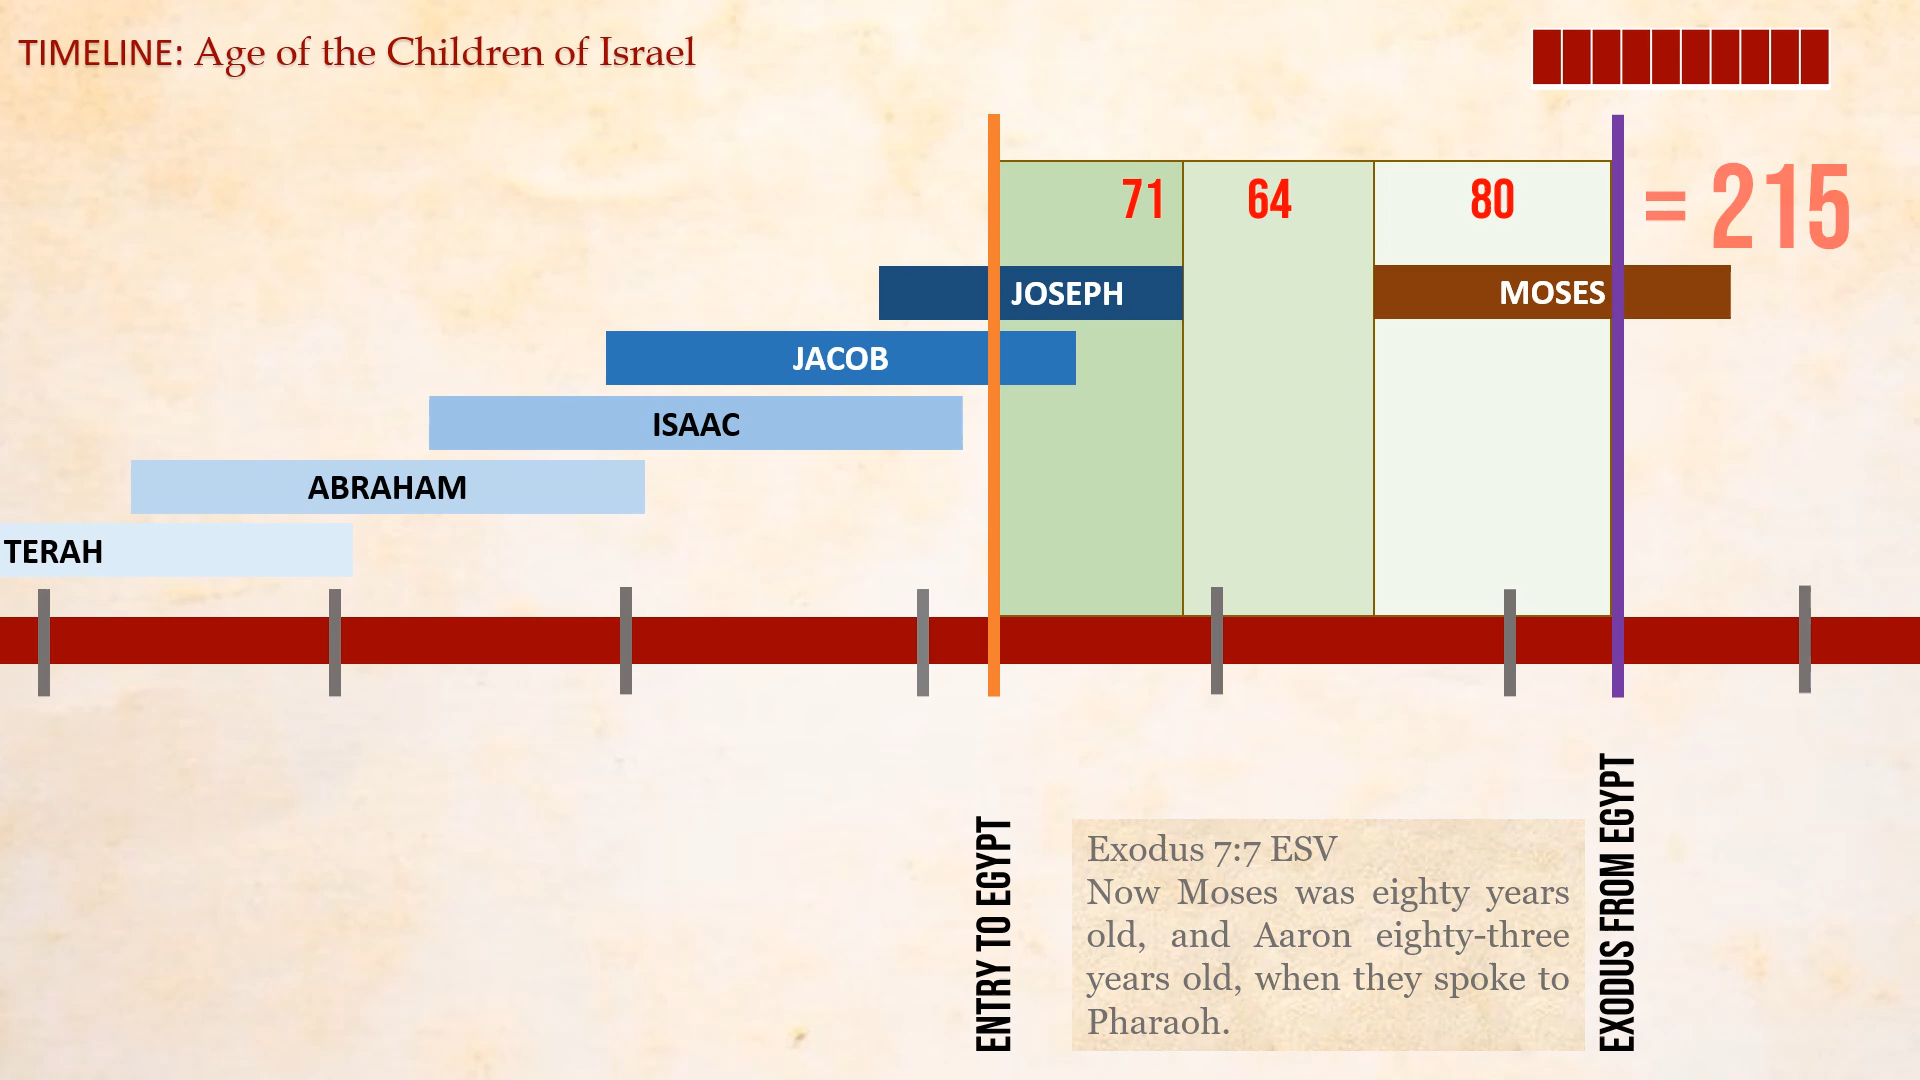 TIMELINE: Age of the Children of Israel
71 64 80 = 215
JOSEPH MOSES
JACOB
ISAAC
ABRAHAM
TERAH
ENTRY TO EGYPT
Exodus 7:7 ESV
Now Moses was eighty years
old, and Aaron eighty-three
years old, when they spoke to
Pharaoh.
EXODUS FROM EGYPT